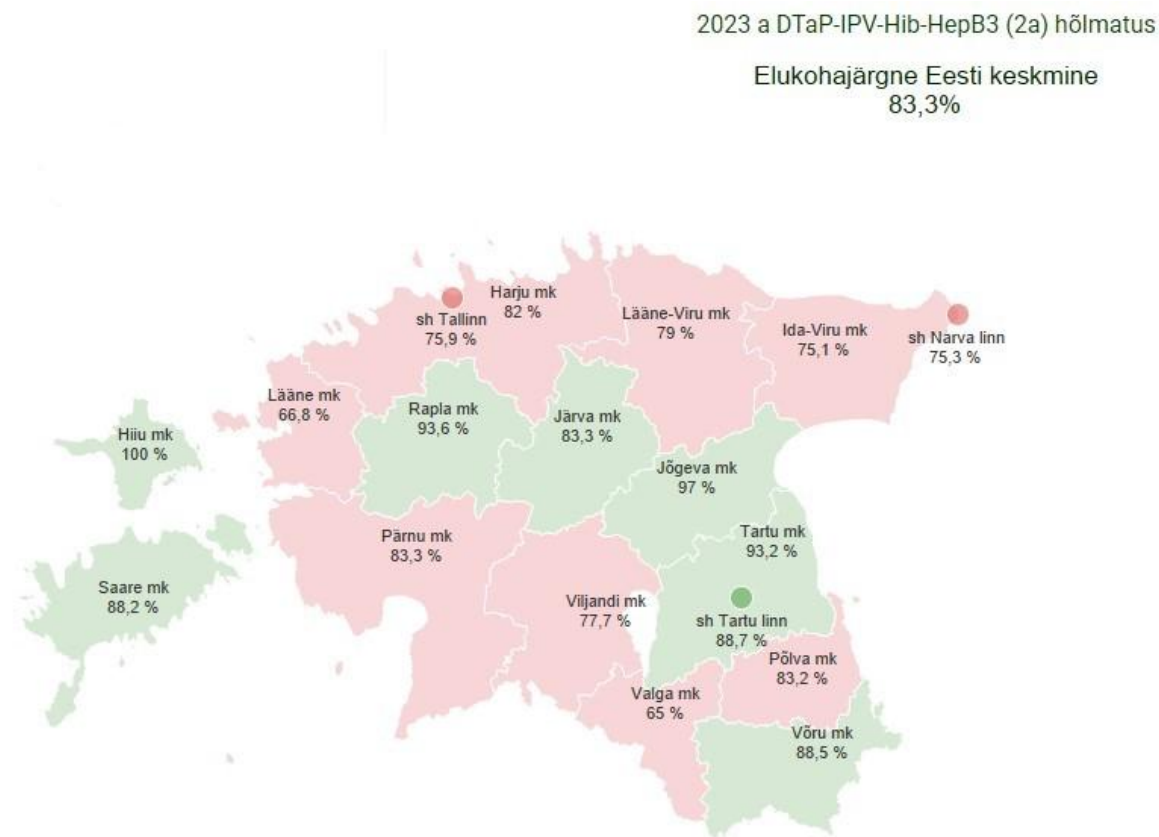 2023 a DTaP-IPV-Hib-HepB3 (2a) hõlmatus
Elukohajärgne Eesti keskmine
83,3%
Harju mk
82 %
sh Tallinn
75,9 %
Lääne-Viru mk
79 %
Ida-Viru mk
75,1 %
sh Narva linn
75,3 %
Lääne mk
66,8 %
Rapla mk
93,6 %
Järva mk
83,3 %
Hiiu mk
100 %
Jõgeva mk
97 %
Pärnu mk
83,3 %
Tartu mk
93,2 %
Saare mk
88,2 %
Viljandi mk
77,7 %
sh Tartu linn
88,7 %
Põlva mk
83,2 %
Valga mk
65 %
Võru mk
88,5 %